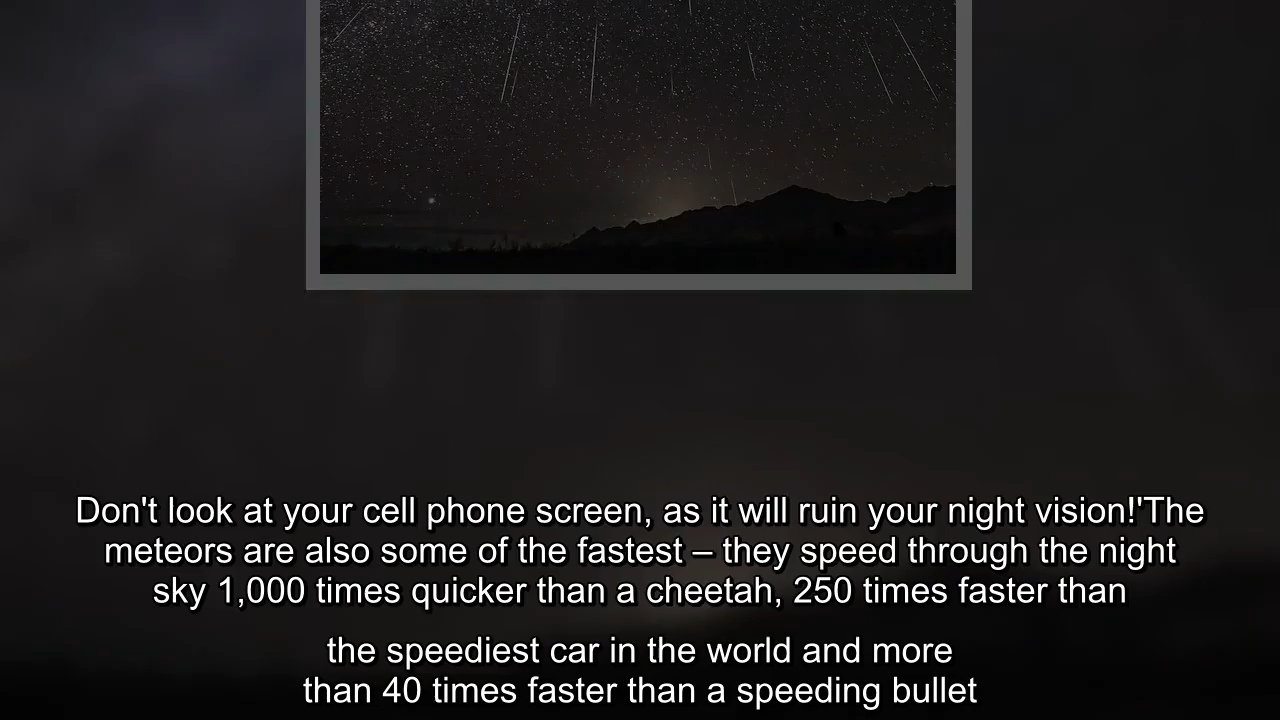 Don't look at your cell phone screen, as it will ruin your night vision!'The
meteors are also some of the fastest – they speed through the night
sky 1,000 times quicker than a cheetah, 250 times faster than
the speediest car in the world and more
than 40 times faster than a speeding bullet